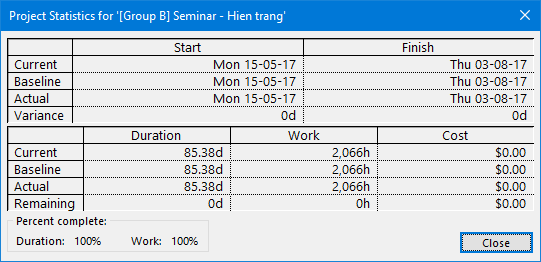 Project Statistics for '[Group B] Seminar - Hien trang'
Start Finish
Current Mon 15-05-17 Thu 03-08-17
Baseline Mon 15-05-17 Thu 03-08-17
Actual Mon 15-05-17 Thu 03-08-17
Variance 0d 0d
Duration Work Cost
Current 85.38d 2,066h $0.00
Baseline 85.38d 2,066h $0.00
Actual 85.38d 2,066h $0.00
Remaining 0d 0h $0.00
Percent complete:
Duration: 100% Work: 100%
Close